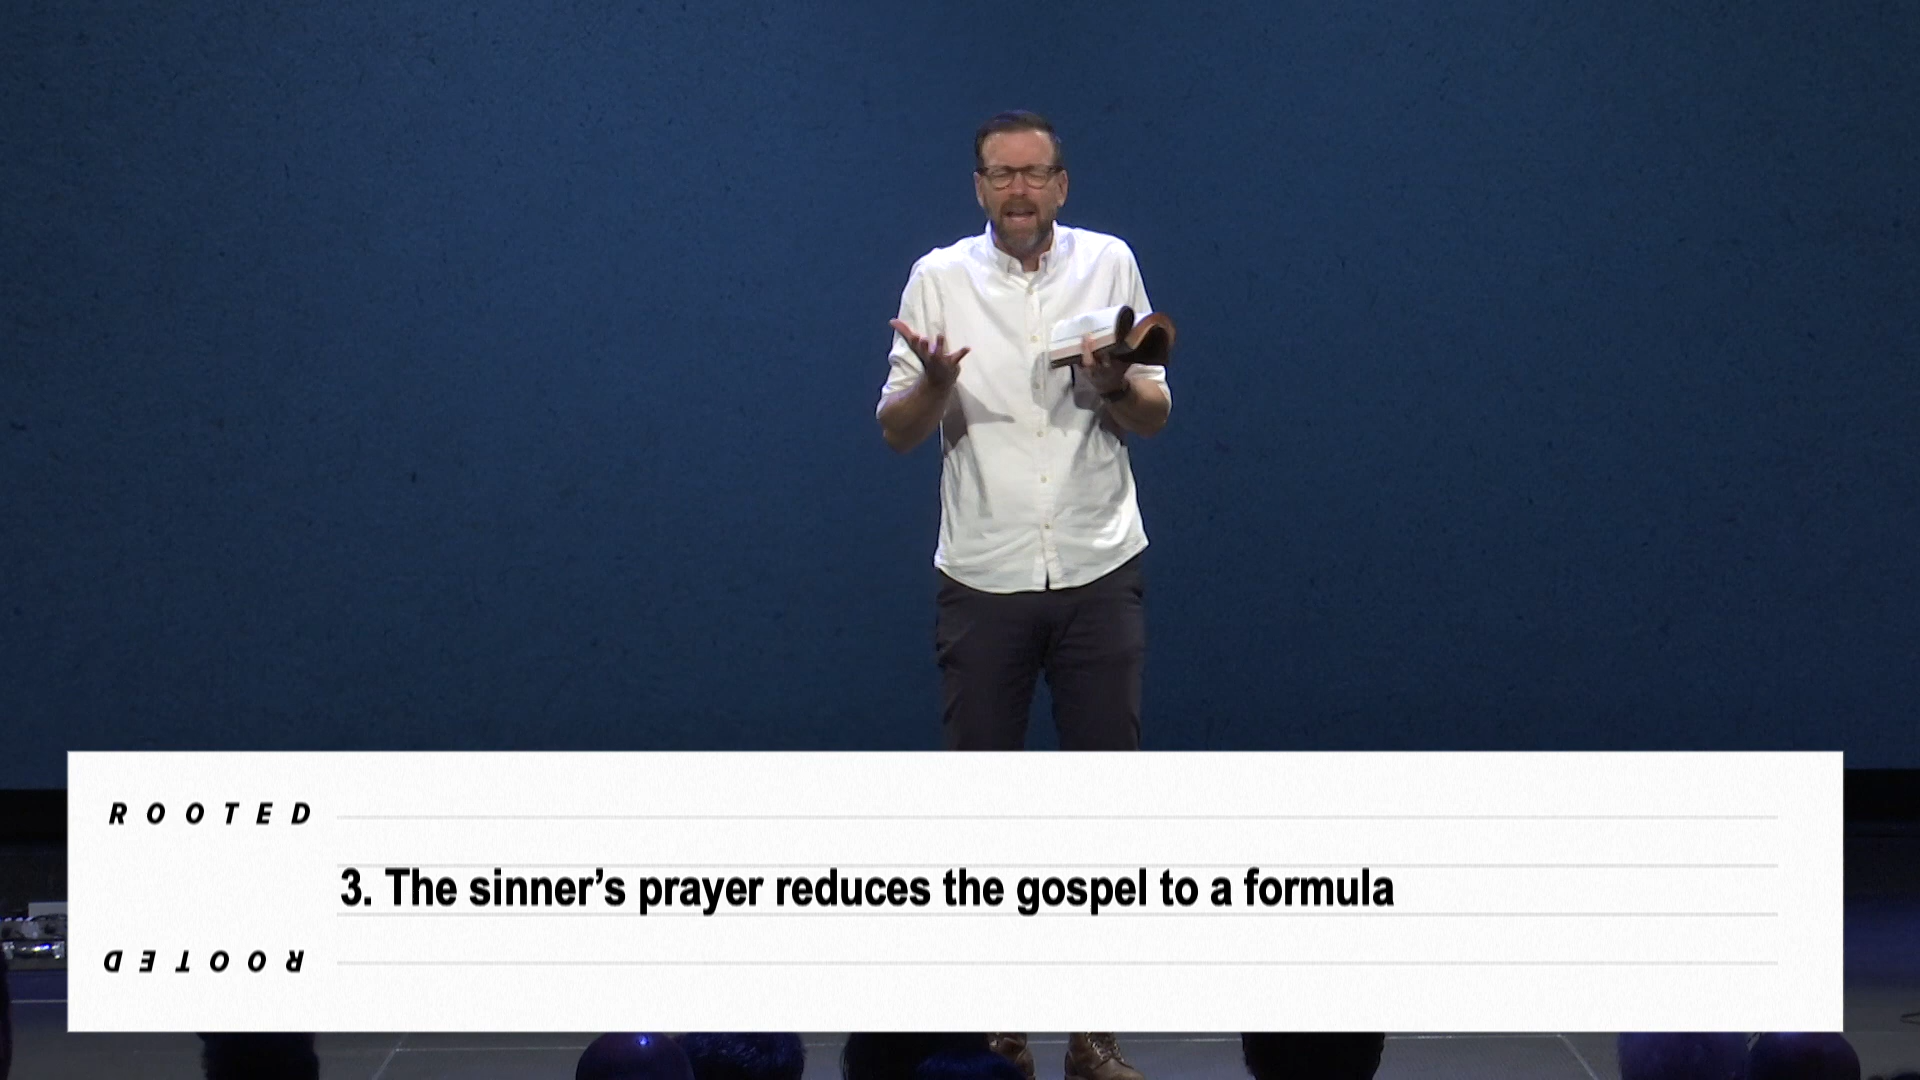 ROOTED
3. The sinner’s prayer reduces the gospel to a formula
ROOTED